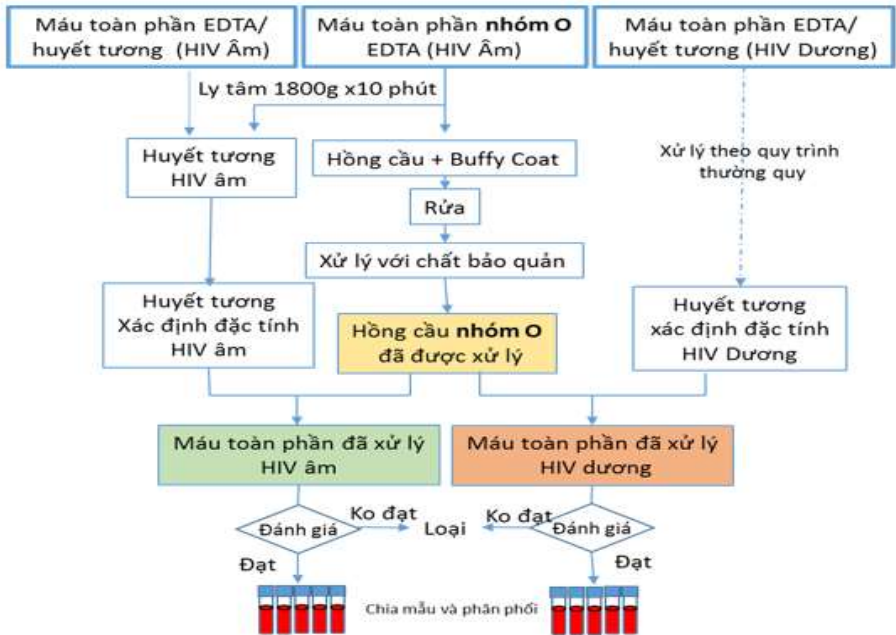 Máu toàn phần EDTA/
huyết tương (HIV Âm)
Máu toàn phần nhóm O
EDTA (HIV Âm)
Máu toàn phần EDTA/
huyết tương (HIV Dương)
Ly tâm 1800g x10 phút
Huyết tương
HIV âm
Hồng cầu + Buffy Coat
Xử lý theo quy trình
thường quy
Rửa
Xử lý với chất bảo quản
Huyết tương
Xác định đặc tính
HIV âm
Hồng cầu nhóm O
đã được xử lý
Huyết tương
xác định đặc tính
HIV Dương
Máu toàn phần đã xử lý
HIV âm
Máu toàn phần đã xử lý
HIV dương
Đánh giá
Ko đạt
Loại
Ko đạt
Đánh giá
Đạt
Đạt
Chia mẫu và phân phối